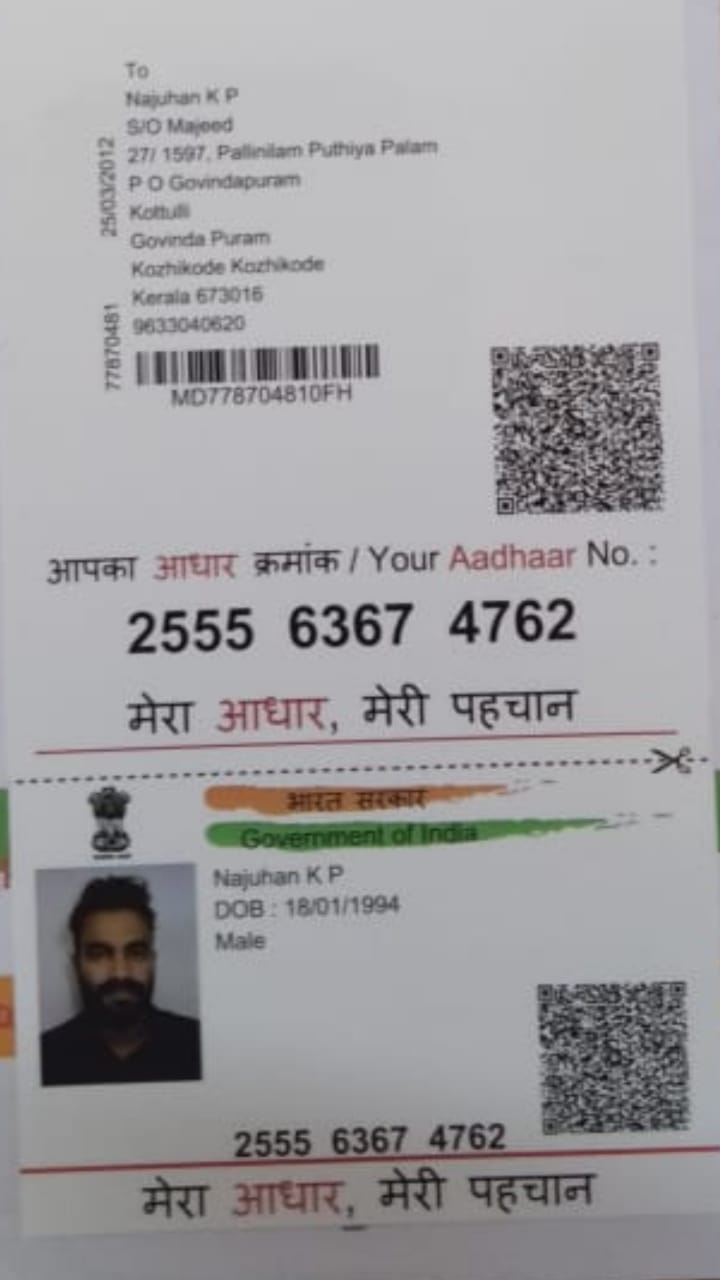 To
Najuhan K P
S/O Majeed
27/ 1597, Pallinilam Puthiya Palam
P O Govindapuram
Kottulli
Govinda Puram
Kozhikode Kozhikode
Kerala 673016
9633040620
25/03/2012
77870481
MD778704810FH
आपका आधार क्रमांक / Your Aadhaar No. :
2555 6367 4762
मेरा आधार, मेरी पहचान
भारत सरकार
Government of India
Najuhan K P
DOB : 18/01/1994
Male
2555 6367 4762
मेरा आधार, मेरी पहचान